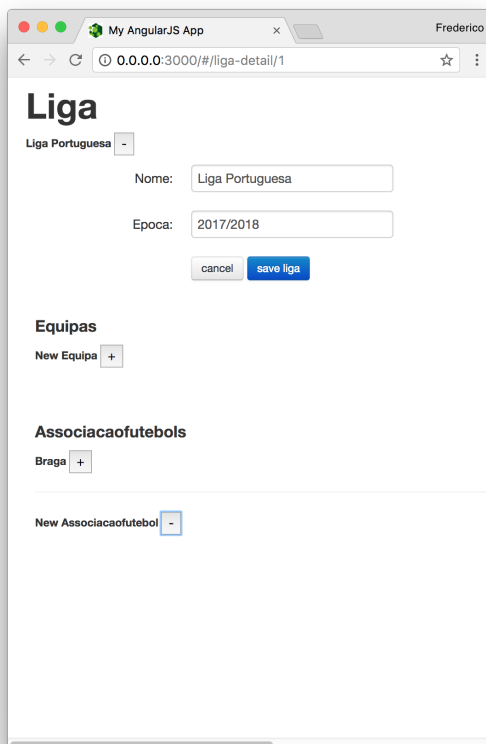 My AngularJS App
Frederico
0.0.0.0:3000/#/liga-detail/1
Liga
Liga Portuguesa -
Nome: Liga Portuguesa
Epoca: 2017/2018
cancel save liga
Equipas
New Equipa +
Associacaofutebols
Braga +
New Associacaofutebol -